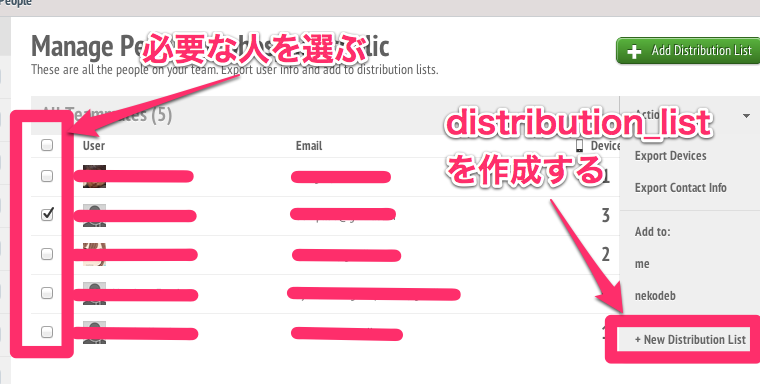 People
必要な人を選ぶ
Manage Pe
lic
Add Distribution List
These are all the people on your team. Export user info and add to distribution lists.
All Teammates (5)
distribution_list
を作成する
User
Email
Device
1
3
2
Export Devices
Export Contact Info
Add to:
me
nekodeb
+ New Distribution List